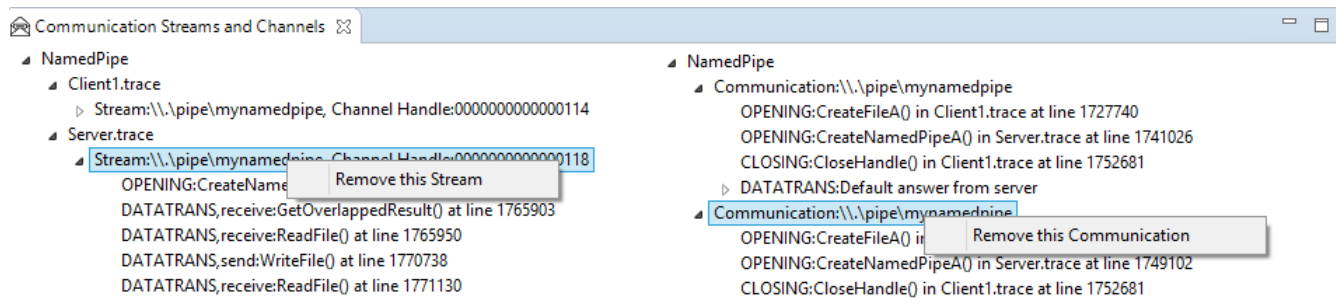 Communication Streams and Channels
NamedPipe
Client1.trace
Stream:\\.\pipe\mynamedpipe, Channel Handle:0000000000000114
Server.trace
Stream:\\.\pipe\mynamedpipe, Channel Handle:0000000000000118
Remove this Stream
OPENING:CreateName
DATATRANS,receive:GetOverlappedResult() at line 1765903
DATATRANS,receive:ReadFile() at line 1765950
DATATRANS,send:WriteFile() at line 1770738
DATATRANS,receive:ReadFile() at line 1771130
NamedPipe
Communication:\\.\pipe\mynamedpipe
OPENING:CreateFileA() in Client1.trace at line 1727740
OPENING:CreateNamedPipeA() in Server.trace at line 1741026
CLOSING:CloseHandle() in Client1.trace at line 1752681
DATATRANS:Default answer from server
Communication:\\.\pipe\mynamedpipe
Remove this Communication
OPENING:CreateFileA() in
OPENING:CreateNamedPipeA() in Server.trace at line 1749102
CLOSING:CloseHandle() in Client1.trace at line 1752681